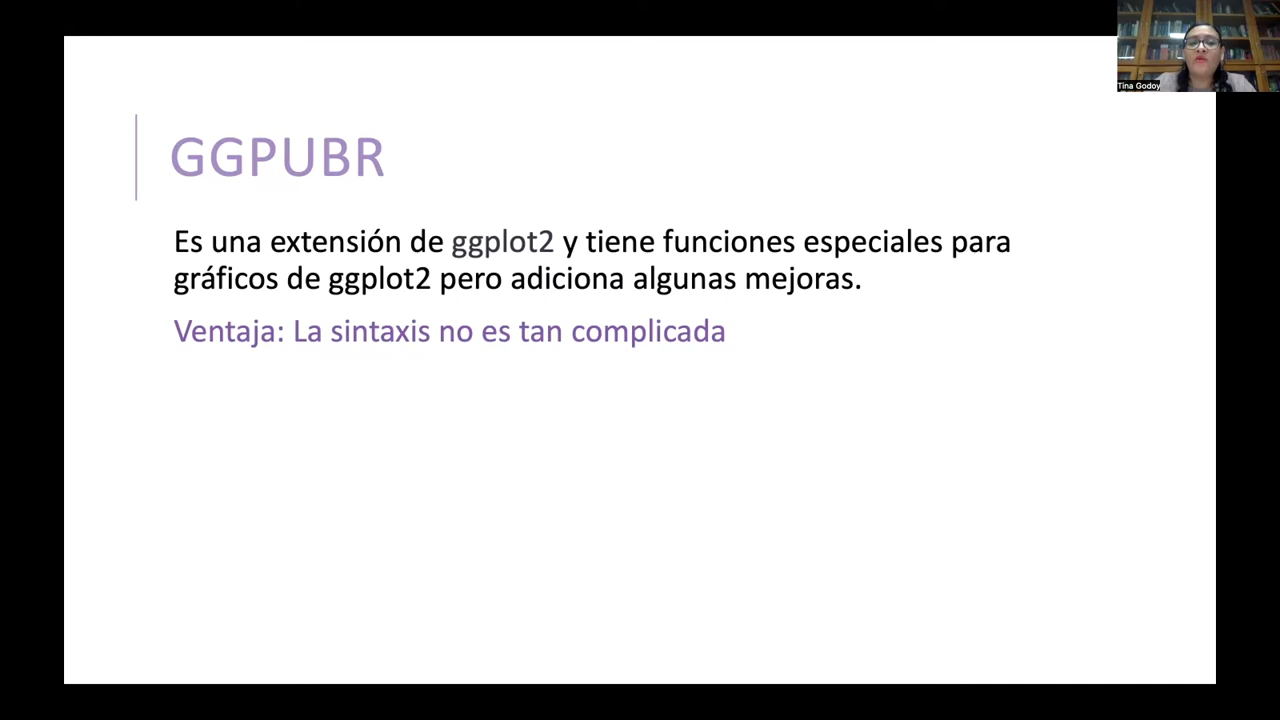 Tina Godoy
GGPUBR
Es una extensión de ggplot2 y tiene funciones especiales para
gráficos de ggplot2 pero adiciona algunas mejoras.
Ventaja: La sintaxis no es tan complicada